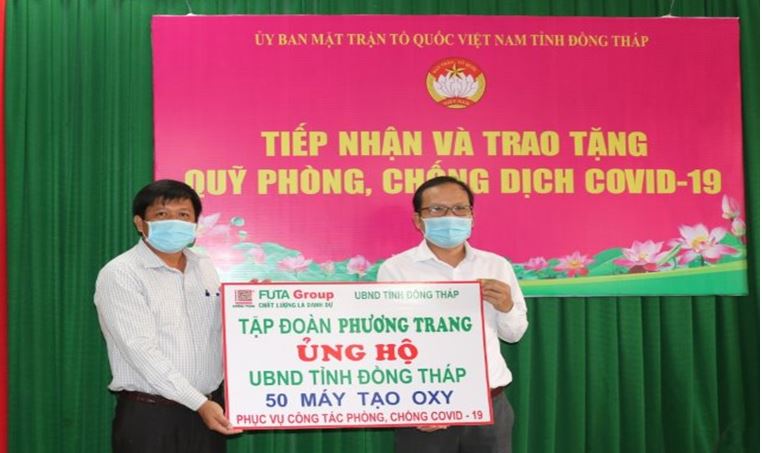 ỦY BAN MẶT TRẬN TỔ QUỐC VIỆT NAM TỈNH ĐỒNG THÁP
TIẾP NHẬN VÀ TRAO TẶNG
QUỸ PHÒNG, CHỐNG DỊCH COVID-19
FUTA Group
CHẤT LƯỢNG LÀ DANH DỰ
UBND TỈNH ĐỒNG THÁP
TẬP ĐOÀN PHƯƠNG TRANG
ỦNG HỘ
UBND TỈNH ĐỒNG THÁP
50 MÁY TẠO OXY
PHỤC VỤ CÔNG TÁC PHÒNG, CHỐNG COVID - 19